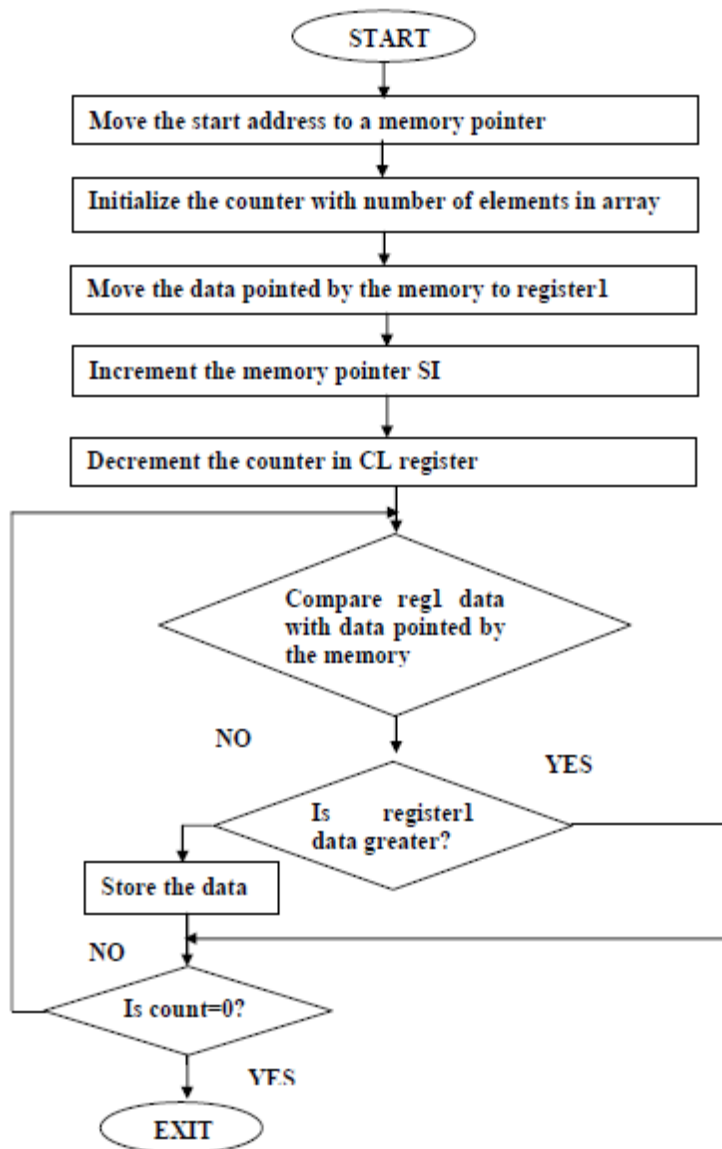 START
Move the start address to a memory pointer
Initialize the counter with number of elements in array
Move the data pointed by the memory to register1
Increment the memory pointer SI
Decrement the counter in CL register
Compare reg1 data
with data pointed by
the memory
NO
YES
Is register1
data greater?
Store the data
NO
Is count=0?
YES
EXIT